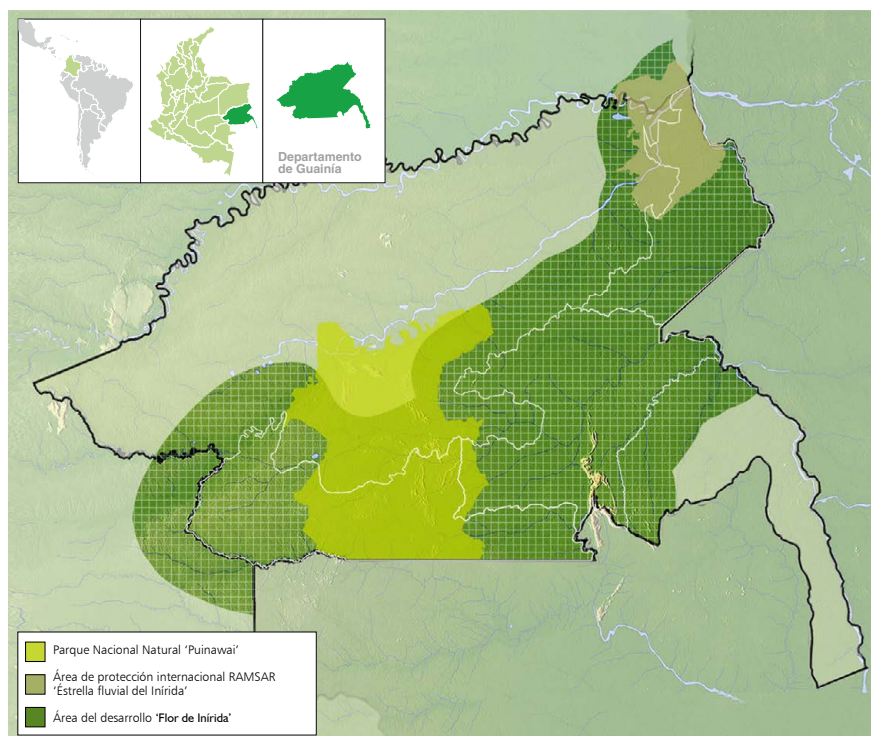 Departamento
de Guainía
Parque Nacional Natural ‘Puinawai‘
Área de protección internacional RAMSAR
‘Éstrella fluvial del Inírida‘
Área del desarrollo ‘Flor de Inírida‘